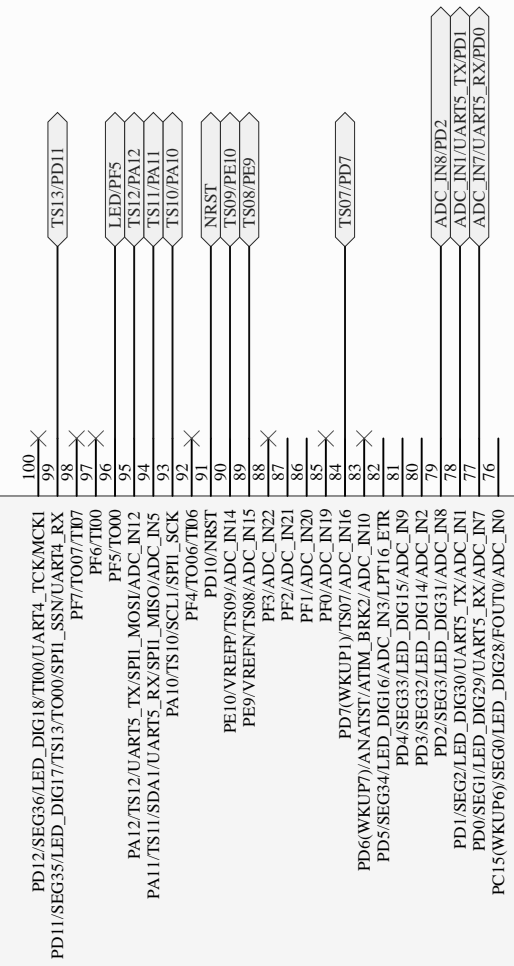 TS13/PD11
LED/PF5
TS12/PA12
TS11/PA11
TS10/PA10
NRST
TS09/PE10
TS08/PE9
TS07/PD7
ADC_IN8/PD2
ADC_IN1/UART5_TX/PD1
ADC_IN7/UART5_RX/PD0
100
99
98
97
96
95
94
93
92
91
90
89
88
87
86
85
84
83
82
81
80
79
78
77
76
PD12/SEG36/LED_DIG18/TI00/UART4_TCK/MCK1
PD11/SEG35/LED_DIG17/TS13/TO00/SPI1_SSN/UART4_RX
PF7/TO07/TI07
PF6/TI00
PF5/TO00
PA12/TS12/UART5_TX/SPI1_MOSI/ADC_IN12
PA11/TS11/SDA1/UART5_RX/SPI1_MISO/ADC_IN5
PA10/TS10/SCL1/SPI1_SCK
PF4/TO06/TI06
PD10/NRST
PE10/VREFP/TS09/ADC_IN14
PE9/VREFN/TS08/ADC_IN15
PF3/ADC_IN22
PF2/ADC_IN21
PF1/ADC_IN20
PF0/ADC_IN19
PD7(WKUP1)/TS07/ADC_IN16
PD6(WKUP7)/ANATST/ATIM_BRK2/ADC_IN10
PD5/SEG34/LED_DIG16/ADC_IN3/LPT16_ETR
PD4/SEG33/LED_DIG15/ADC_IN9
PD3/SEG32/LED_DIG14/ADC_IN2
PD2/SEG3/LED_DIG31/ADC_IN8
PD1/SEG2/LED_DIG30/UART5_TX/ADC_IN1
PD0/SEG1/LED_DIG29/UART5_RX/ADC_IN7
PC15(WKUP6)/SEG0/LED_DIG28/FOUT0/ADC_IN0